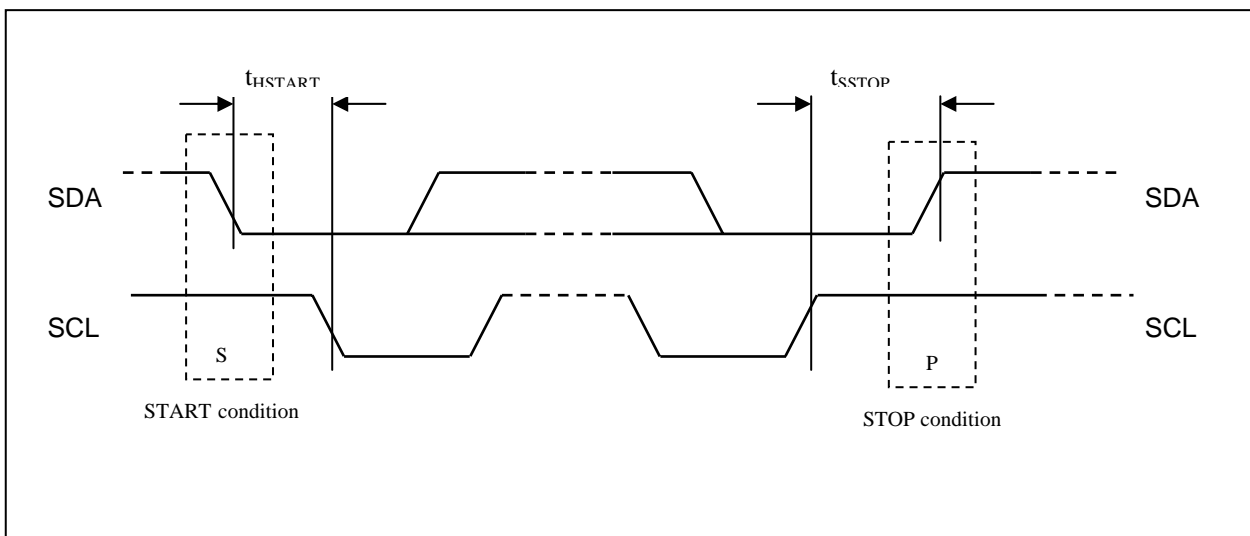 tHSTART
tSSTOP
SDA
SDA
SCL
SCL
S
P
START condition
STOP condition